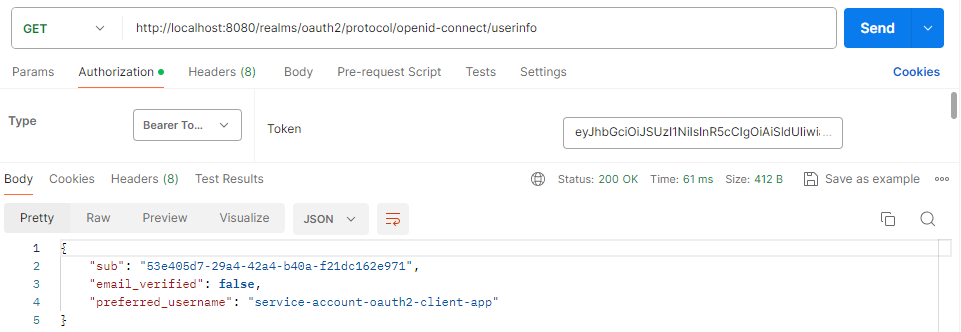 GET http://localhost:8080/realms/oauth2/protocol/openid-connect/userinfo Send
Params Authorization Headers (8) Body Pre-request Script Tests Settings Cookies
Type Bearer To... Token eyJhbGciOiJSUzI1NiIsInR5cCIgOiAiSldUIiwi...
Body Cookies Headers (8) Test Results Status: 200 OK Time: 61 ms Size: 412 B Save as example
Pretty Raw Preview Visualize JSON
1 {
2 "sub": "53e405d7-29a4-42a4-b40a-f21dc162e971",
3 "email_verified": false,
4 "preferred_username": "service-account-oauth2-client-app"
5 }